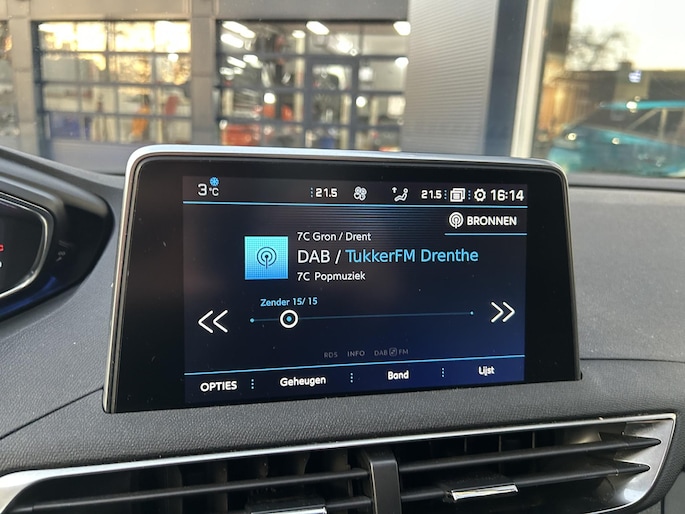 3 °C 21.5 21.5 16:14
BRONNEN
7C Gron / Drent
DAB / TukkerFM Drenthe
7C Popmuziek
Zender 15/ 15
RDS INFO DAB FM
OPTIES Geheugen Band Lijst